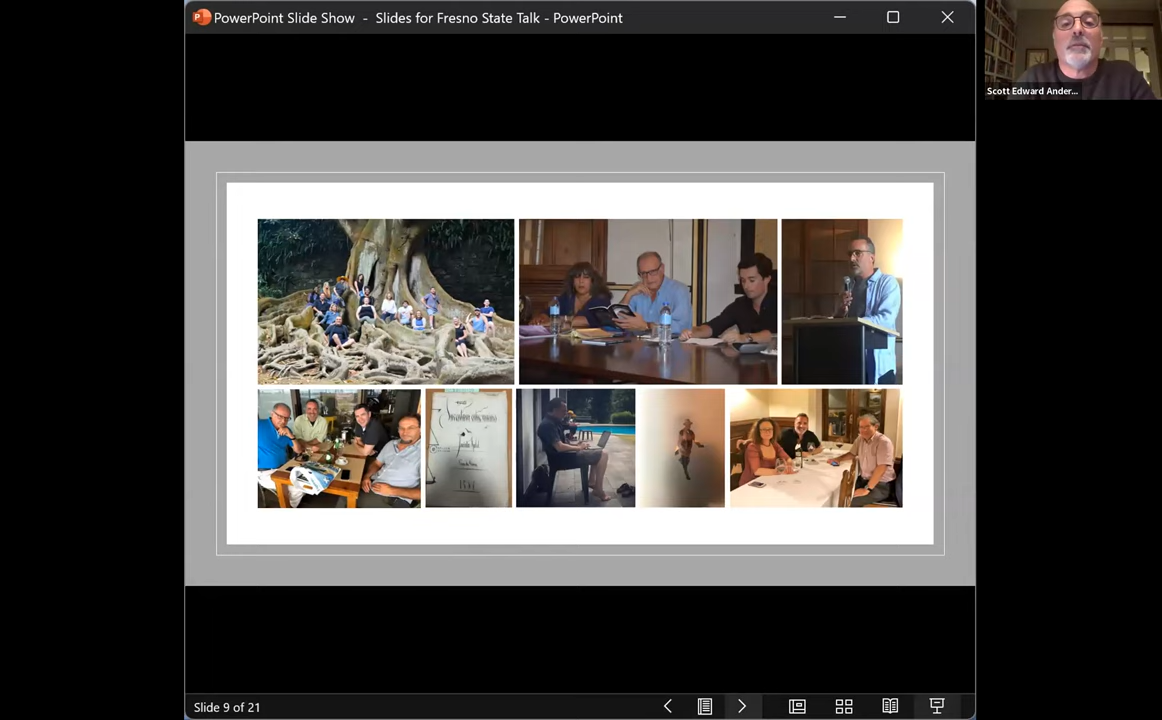 PowerPoint Slide Show - Slides for Fresno State Talk - PowerPoint
Scott Edward Ander...
Slide 9 of 21